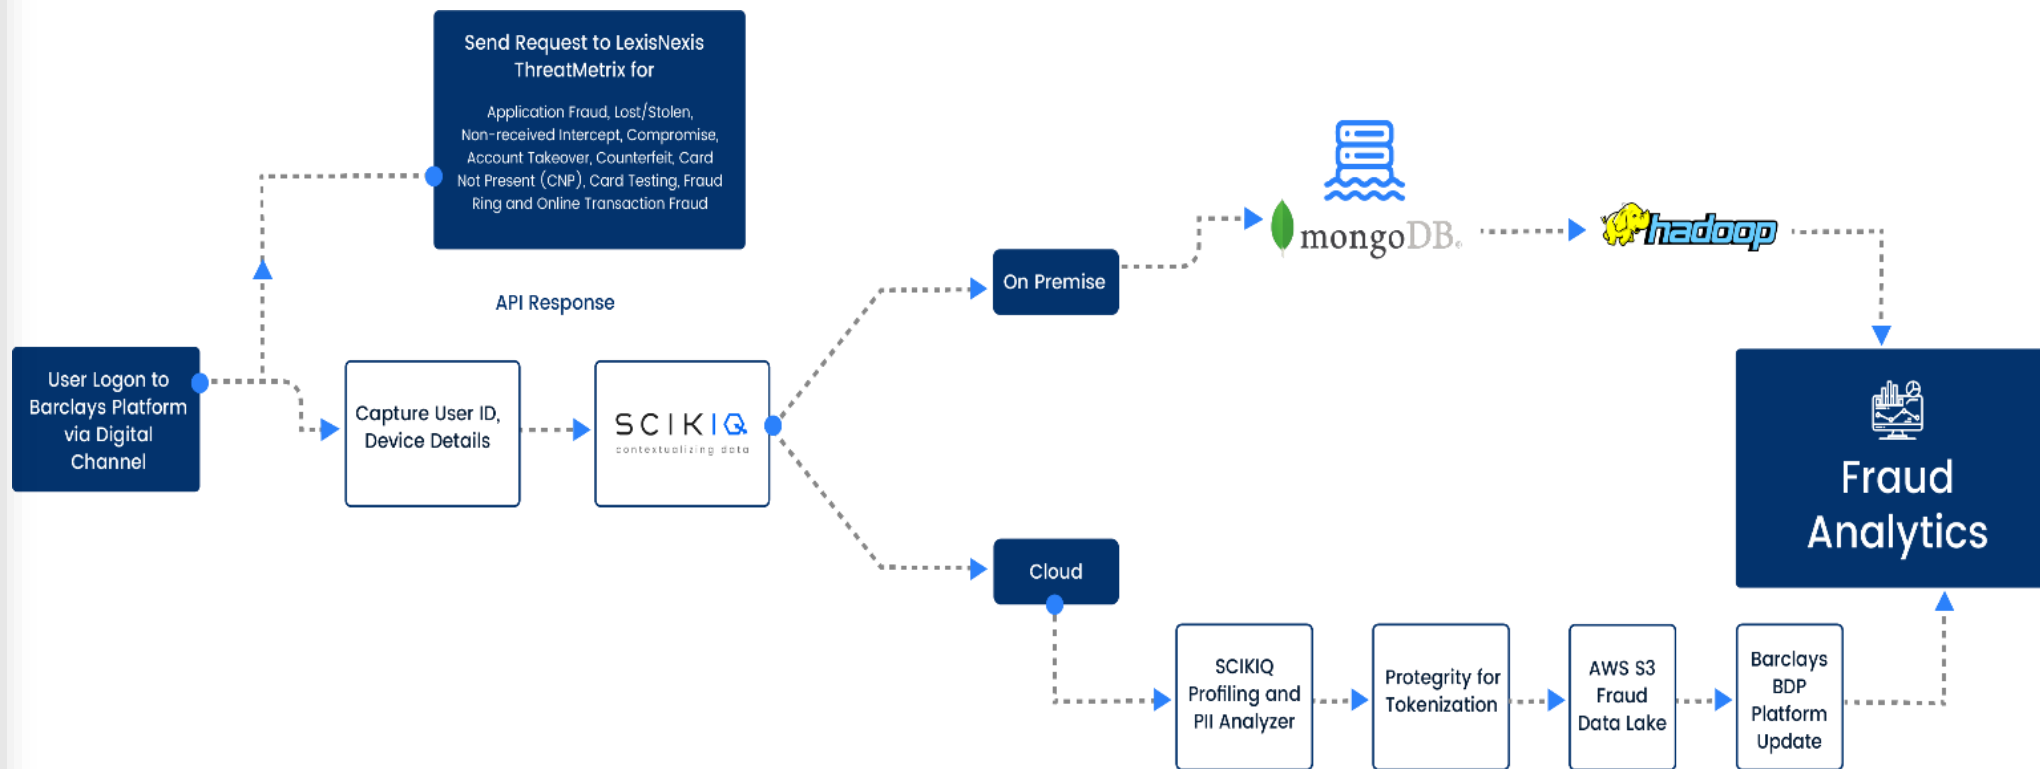 Send Request to LexisNexis
ThreatMetrix for
Application Fraud, Lost/Stolen,
Non-received Intercept, Compromise,
Account Takeover, Counterfeit, Card
Not Present (CNP), Card Testing, Fraud
Ring and Online Transaction Fraud
API Response
User Logon to
Barclays Platform
via Digital
Channel
Capture User ID,
Device Details
SCIKIQ
contextualizing data
On Premise
mongoDB.
hadoop
Fraud
Analytics
Cloud
SCIKIQ
Profiling and
PII Analyzer
Protegrity for
Tokenization
AWS S3
Fraud
Data Lake
Barclays
BDP
Platform
Update